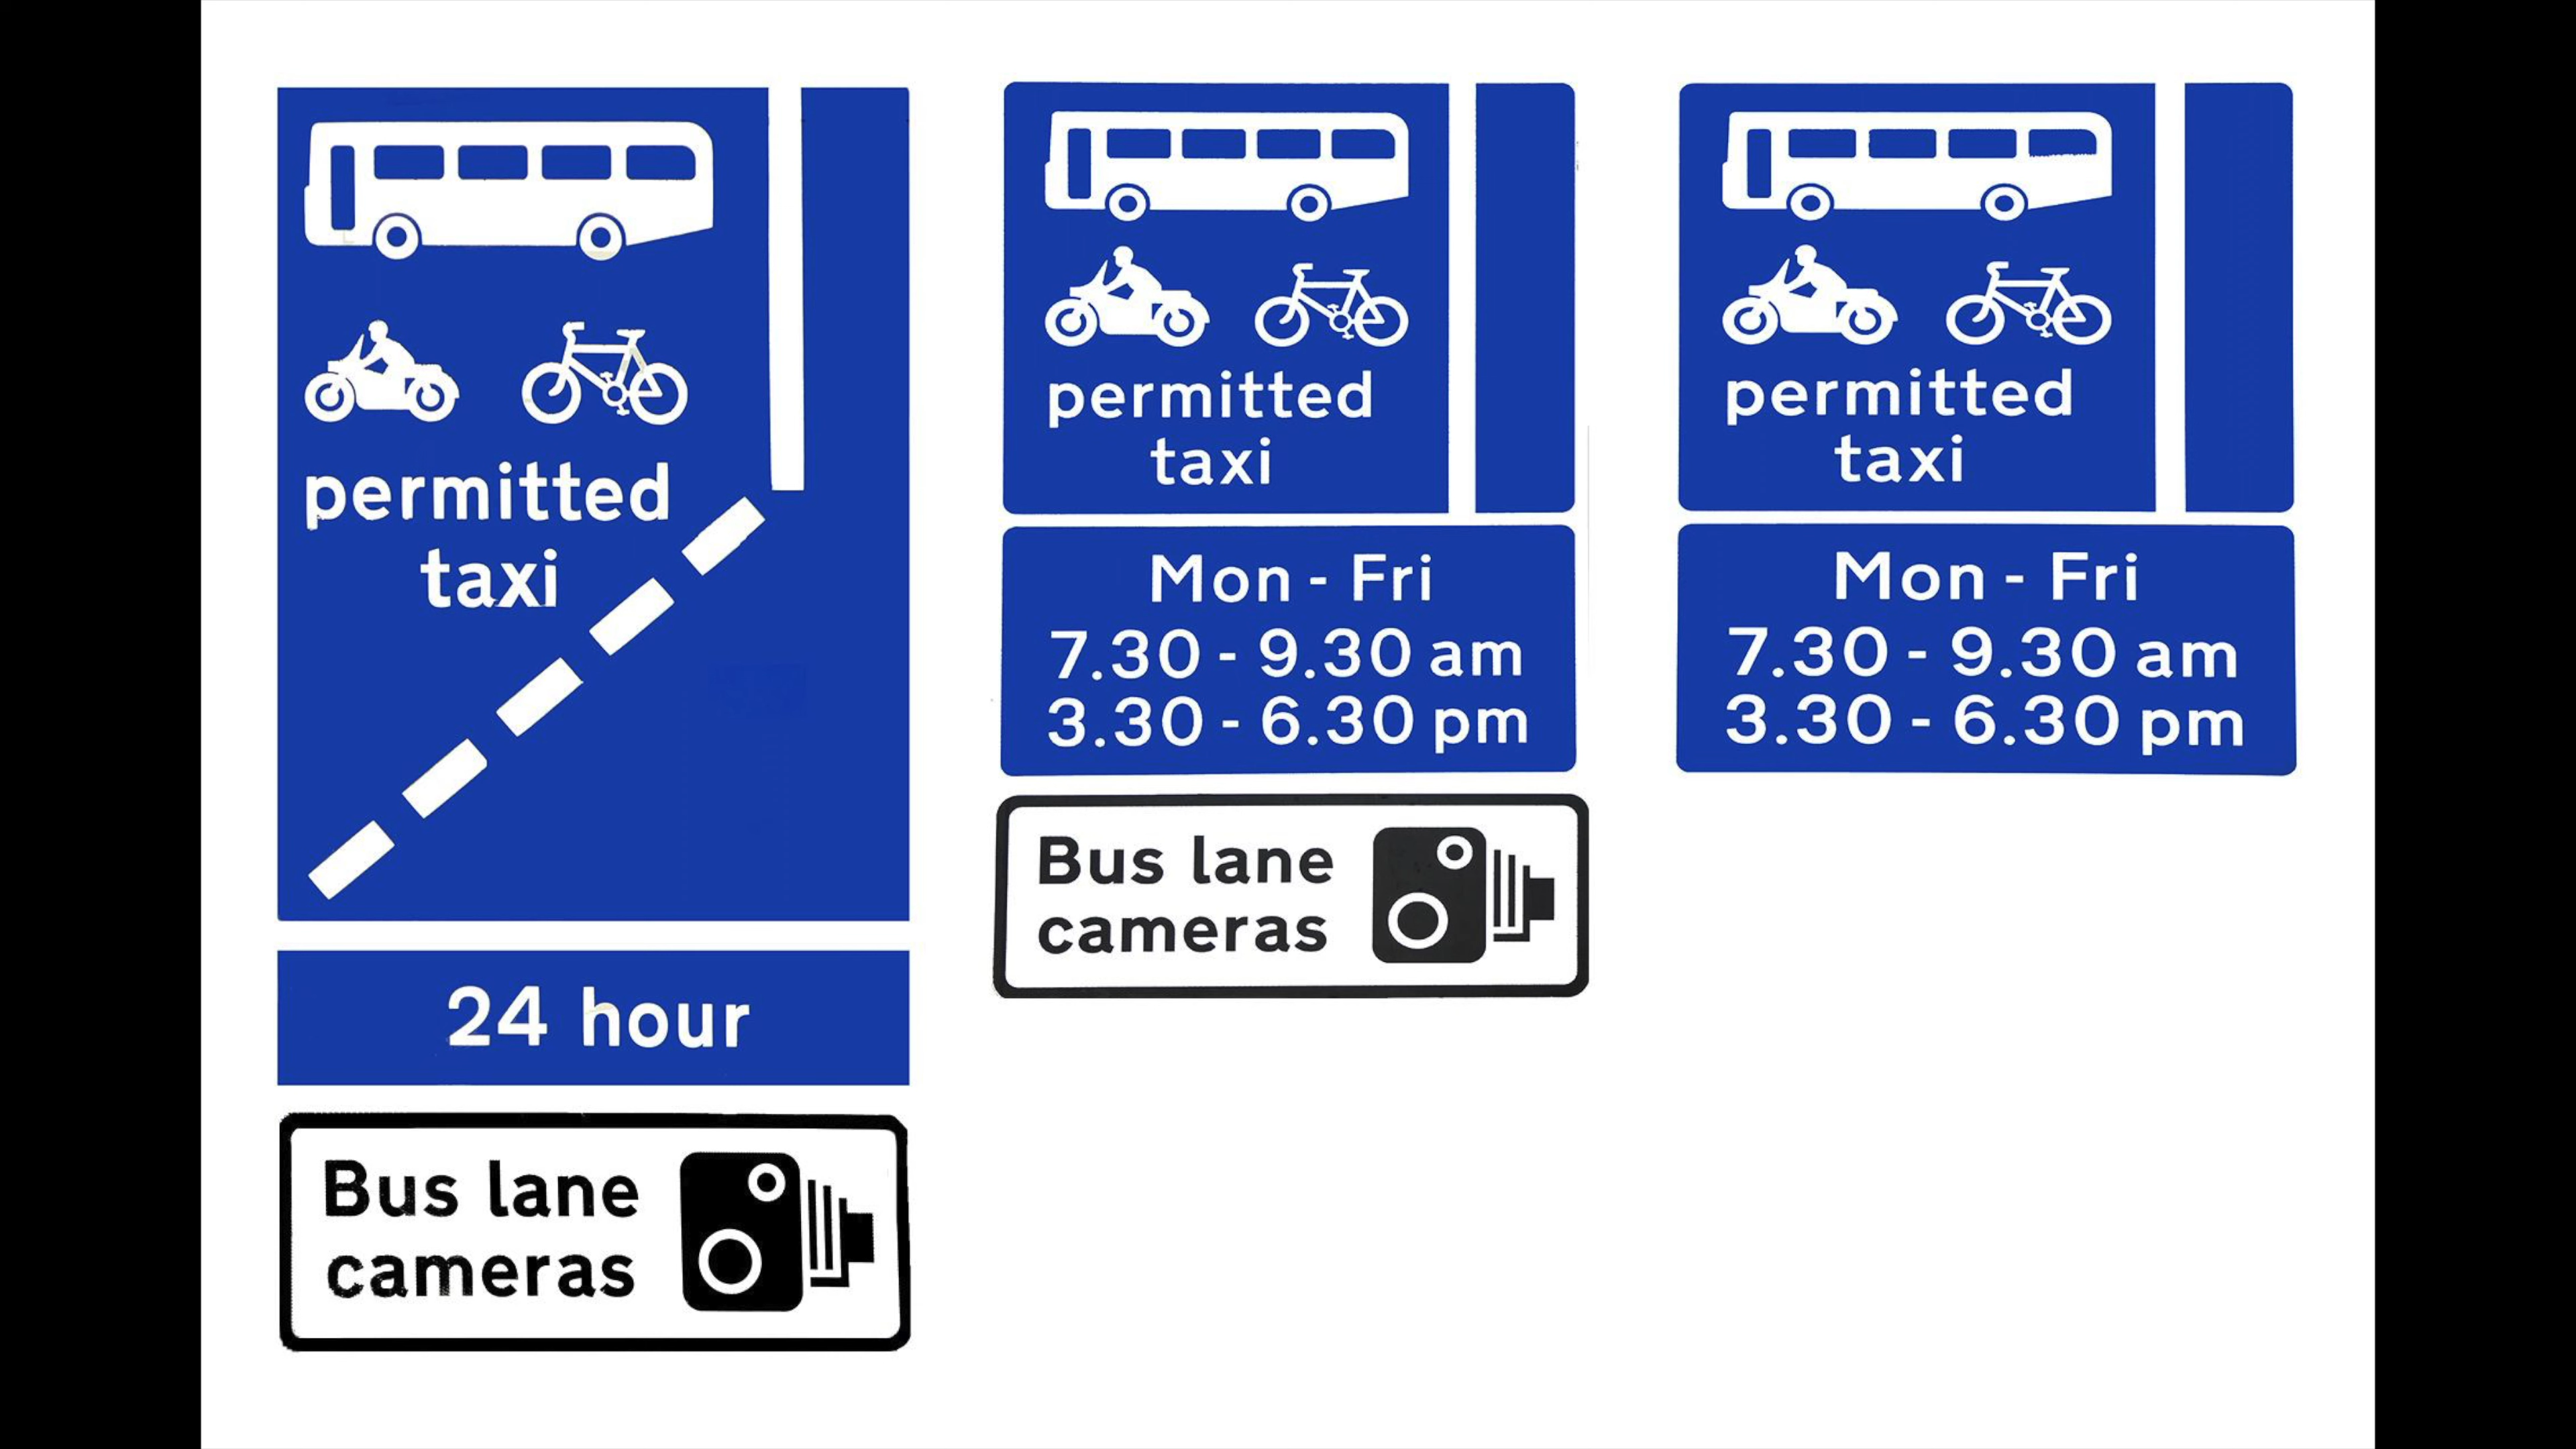 permitted
taxi
24 hour
Bus lane
cameras
permitted
taxi
Mon - Fri
7.30 - 9.30 am
3.30 - 6.30 pm
Bus lane
cameras
permitted
taxi
Mon - Fri
7.30 - 9.30 am
3.30 - 6.30 pm